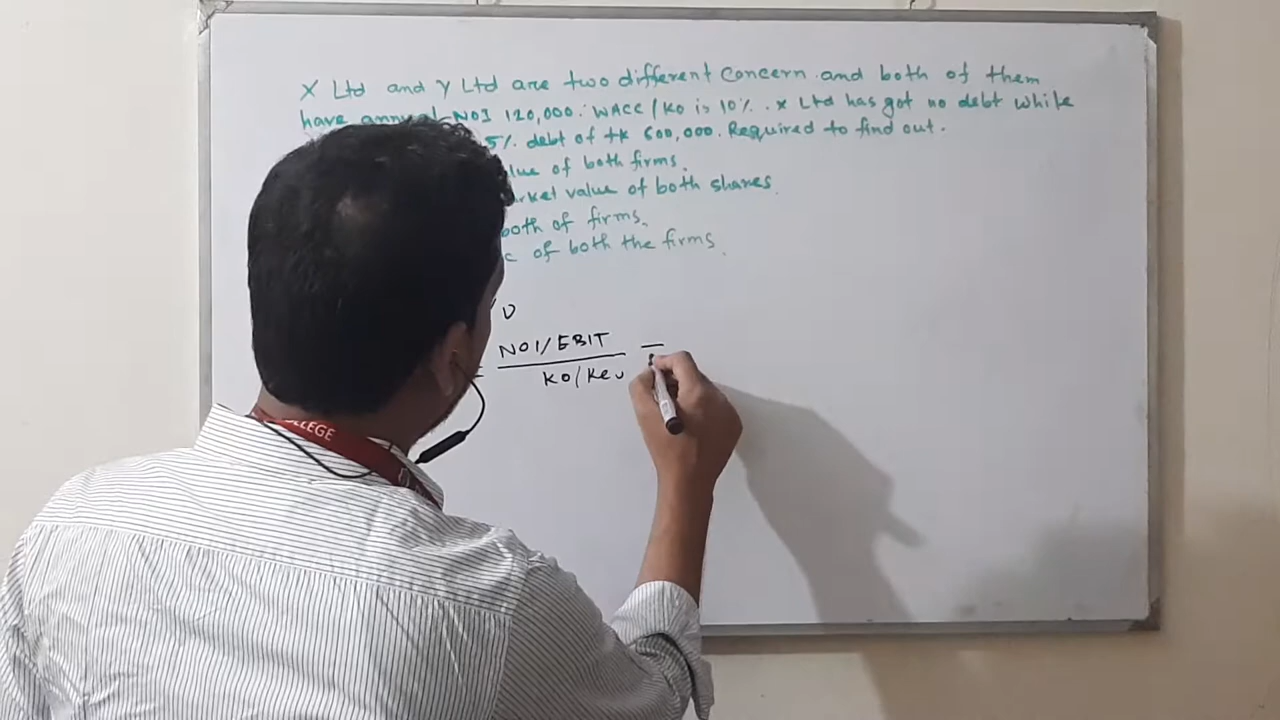 X Ltd and Y Ltd are two different concern and both of them
have annual NOI 120,000. WACC/Ko is 10%. X Ltd has got no debt while
5% debt of tk 600,000. Required to find out.
of both firms.
value of both shares.
both of firms.
of both the firms.
NOI/EBIT =
Ko/Keu